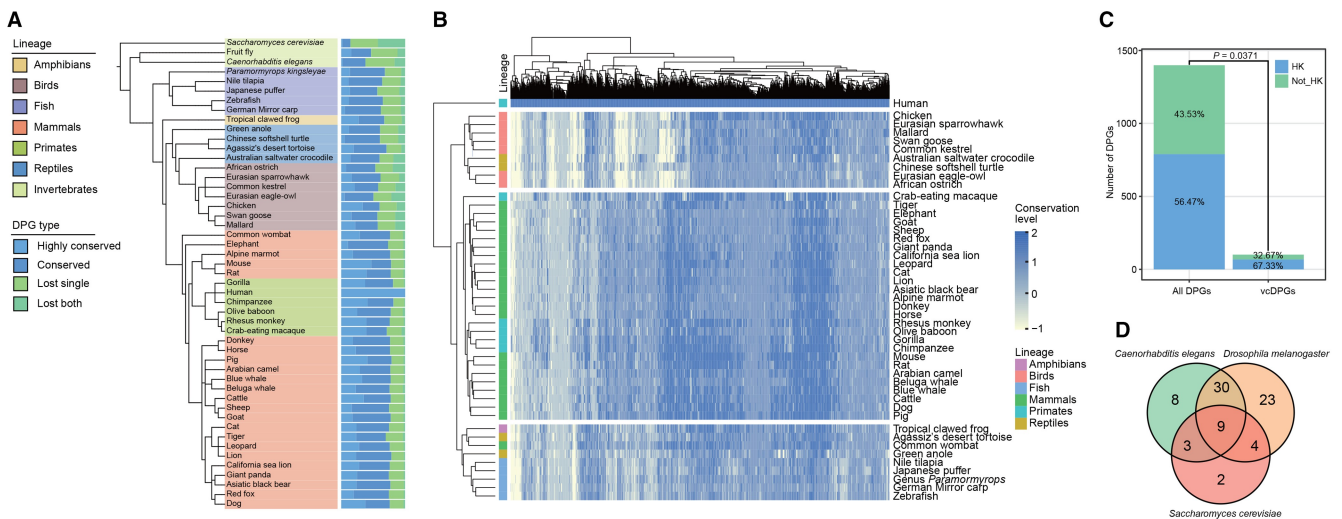 A
Lineage
Amphibians
Birds
Fish
Mammals
Primates
Reptiles
Invertebrates
DPG type
Highly conserved
Conserved
Lost single
Lost both
Saccharomyces cerevisiae
Fruit fly
Caenorhabditis elegans
Paramormyrops kingsleyae
Nile tilapia
Japanese puffer
Zebrafish
German Mirror carp
Tropical clawed frog
Green anole
Chinese softshell turtle
Agassiz's desert tortoise
Australian saltwater crocodile
African ostrich
Eurasian sparrowhawk
Common kestrel
Eurasian eagle-owl
Chicken
Swan goose
Mallard
Common wombat
Elephant
Alpine marmot
Mouse
Rat
Gorilla
Human
Chimpanzee
Olive baboon
Rhesus monkey
Crab-eating macaque
Donkey
Horse
Pig
Arabian camel
Blue whale
Beluga whale
Cattle
Sheep
Goat
Cat
Tiger
Leopard
Lion
California sea lion
Giant panda
Asiatic black bear
Red fox
Dog
B
Lineage
Human
Chicken
Eurasian sparrowhawk
Mallard
Swan goose
Common kestrel
Australian saltwater crocodile
Chinese softshell turtle
Eurasian eagle-owl
African ostrich
Crab-eating macaque
Tiger
Elephant
Goat
Sheep
Red fox
Giant panda
California sea lion
Leopard
Cat
Lion
Asiatic black bear
Alpine marmot
Donkey
Horse
Rhesus monkey
Olive baboon
Gorilla
Chimpanzee
Mouse
Rat
Arabian camel
Beluga whale
Blue whale
Cattle
Dog
Pig
Tropical clawed frog
Agassiz's desert tortoise
Common wombat
Green anole
Nile tilapia
Japanese puffer
Genus Paramormyrops
German Mirror carp
Zebrafish
Conservation
level
2
1
0
−1
Lineage
Amphibians
Birds
Fish
Mammals
Primates
Reptiles
C
Number of DPGs
1500
1000
500
0
P = 0.0371
HK
Not_HK
43.53%
56.47%
32.67%
67.33%
All DPGs
vcDPGs
D
Caenorhabditis elegans
Drosophila melanogaster
8
30
23
9
3
4
2
Saccharomyces cerevisiae